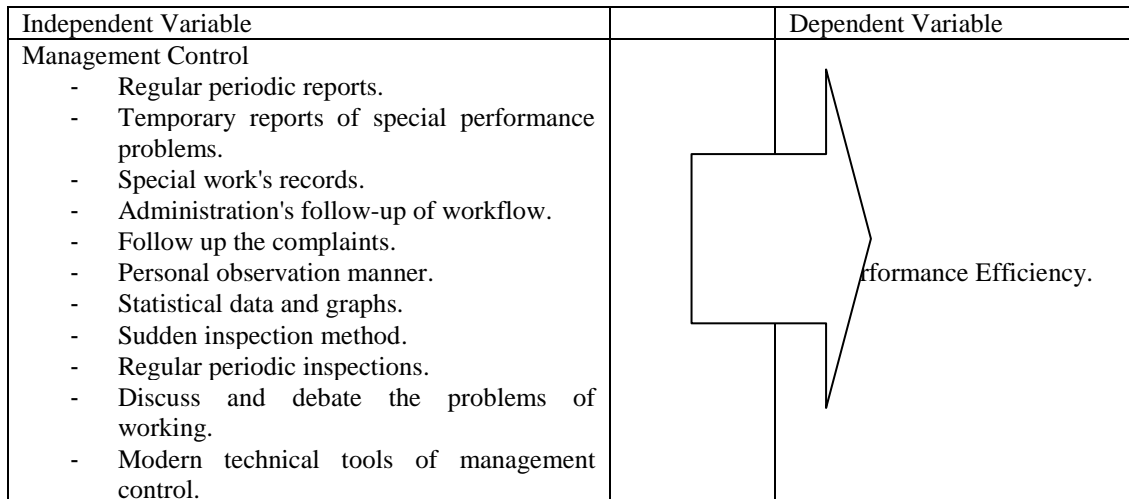 Independent Variable
Dependent Variable
Management Control
- Regular periodic reports.
- Temporary reports of special performance
problems.
- Special work's records.
- Administration's follow-up of workflow.
- Follow up the complaints.
- Personal observation manner.
rformance Efficiency.
- Statistical data and graphs.
- Sudden inspection method.
- Regular periodic inspections.
- Discuss and debate the problems of
working.
- Modern technical tools of management
control.